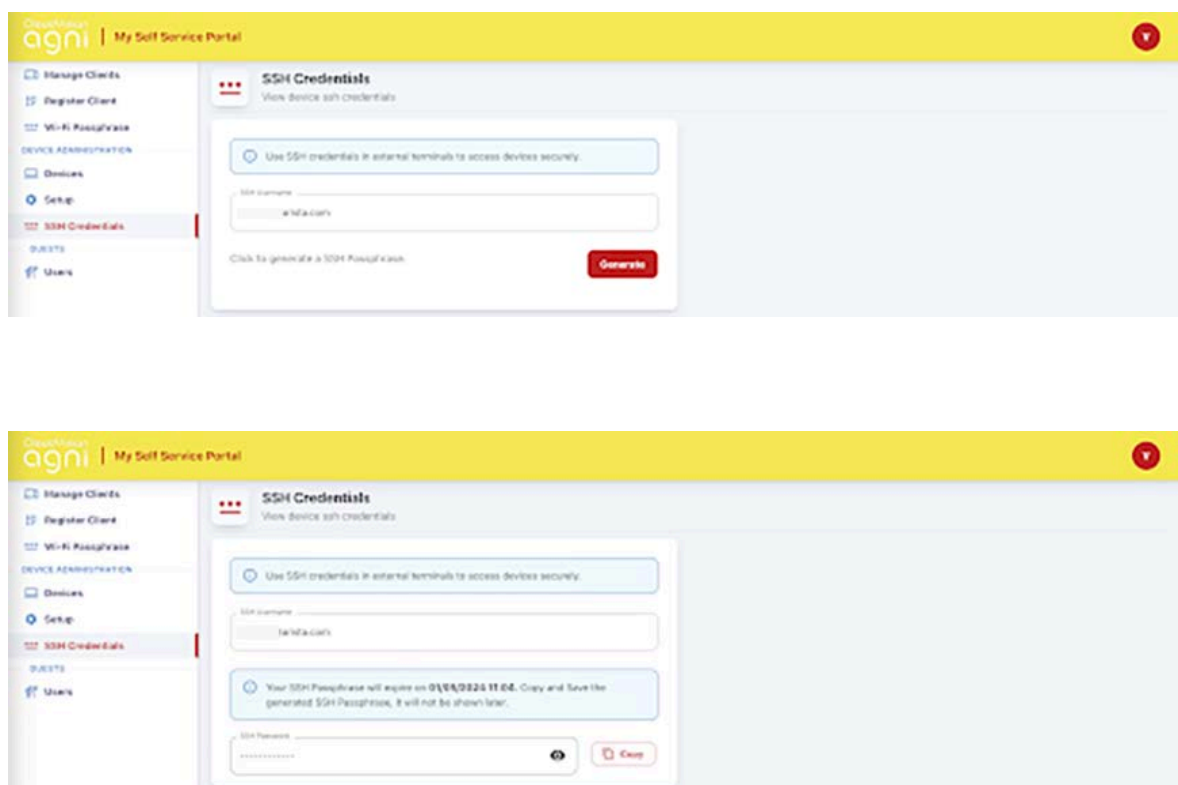 CloudVision
agni | My Self Service Portal
Manage Clients
Register Client
Wi-Fi Passphrase
DEVICE ADMINISTRATION
Devices
Setup
SSH Credentials
GUESTS
Users
SSH Credentials
View device ssh credentials
Use SSH credentials in external terminals to access devices securely.
SSH Username
arista.com
Click to generate a SSH Passphrase.
Generate
CloudVision
agni | My Self Service Portal
Manage Clients
Register Client
Wi-Fi Passphrase
DEVICE ADMINISTRATION
Devices
Setup
SSH Credentials
GUESTS
Users
SSH Credentials
View device ssh credentials
Use SSH credentials in external terminals to access devices securely.
SSH Username
arista.com
Your SSH Passphrase will expire on 11:04. Copy and Save the
generated SSH Passphrase, it will not be shown later.
SSH Password
Copy